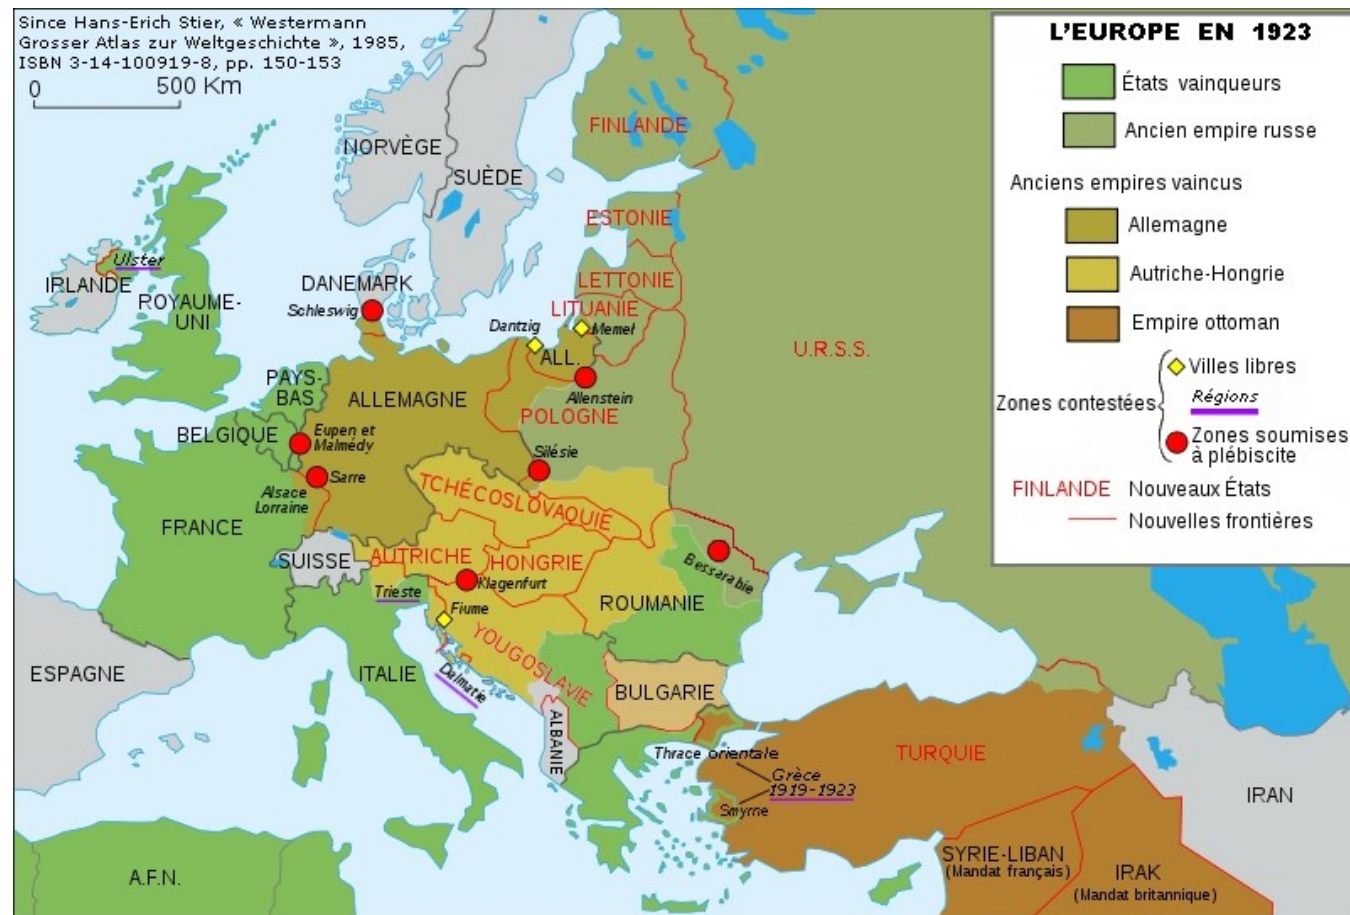 Since Hans-Erich Stier, « Westermann
Grosser Atlas zur Weltgeschichte », 1985,
ISBN 3-14-100919-8, pp. 150-153
0 500 Km
L'EUROPE EN 1923
États vainqueurs
Ancien empire russe
Anciens empires vaincus
Allemagne
Autriche-Hongrie
Empire ottoman
Villes libres
Zones contestées
Régions
Zones soumises
à plébiscite
FINLANDE Nouveaux États
Nouvelles frontières
FINLANDE
NORVÈGE
SUÈDE
ESTONIE
Ulster
IRLANDE
LETTONIE
DANEMARK
ROYAUME-
UNI
Schleswig
LITUANIE
Dantzig
Memel
ALL.
U.R.S.S.
PAYS-
BAS
ALLEMAGNE
Allenstein
POLOGNE
BELGIQUE
Eupen et
Malmédy
Silésie
Sarre
TCHÉCOSLOVAQUIE
Alsace
Lorraine
FRANCE
SUISSE
AUTRICHE
HONGRIE
Bessarabie
Klagenfurt
Trieste
Fiume
ROUMANIE
YOUGOSLAVIE
ESPAGNE
ITALIE
Dalmatie
BULGARIE
ALBANIE
Thrace orientale
TURQUIE
Grèce
1919-1923
Smyrne
IRAN
SYRIE-LIBAN
(Mandat français)
IRAK
(Mandat britannique)
A.F.N.